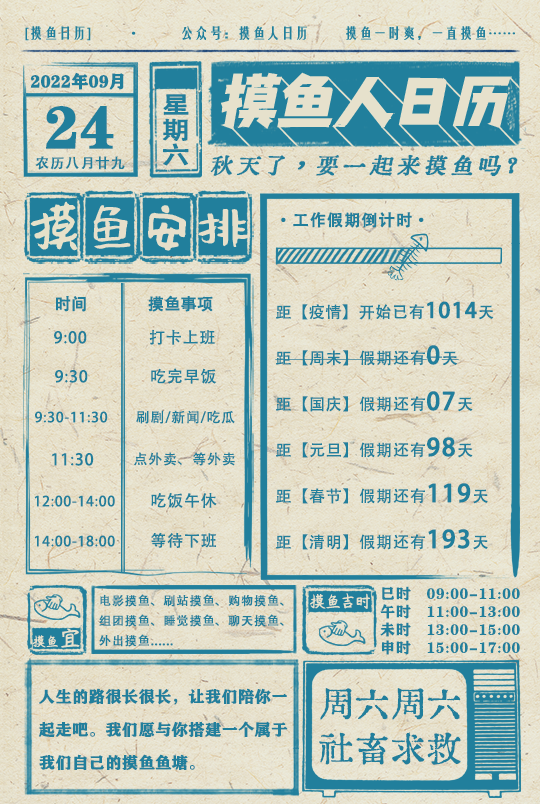 [摸鱼日历] · 公众号：摸鱼人日历 摸鱼一时爽，一直摸鱼……
2022年09月
24
农历八月廿九
星期六
摸鱼人日历
秋天了，要一起来摸鱼吗？
摸鱼安排
时间 摸鱼事项
9:00 打卡上班
9:30 吃完早饭
9:30-11:30 刷剧/新闻/吃瓜
11:30 点外卖、等外卖
12:00-14:00 吃饭午休
14:00-18:00 等待下班
·工作假期倒计时·
距【疫情】开始已有1014天
距【周末】假期还有0天
距【国庆】假期还有07天
距【元旦】假期还有98天
距【春节】假期还有119天
距【清明】假期还有193天
摸鱼宜
电影摸鱼、刷站摸鱼、购物摸鱼、
组团摸鱼、睡觉摸鱼、聊天摸鱼、
外出摸鱼......
摸鱼吉时
巳时 09:00-11:00
午时 11:00-13:00
未时 13:00-15:00
申时 15:00-17:00
人生的路很长很长，让我们陪你一
起走吧。我们愿与你搭建一个属于
我们自己的摸鱼鱼塘。
周六周六
社畜求救